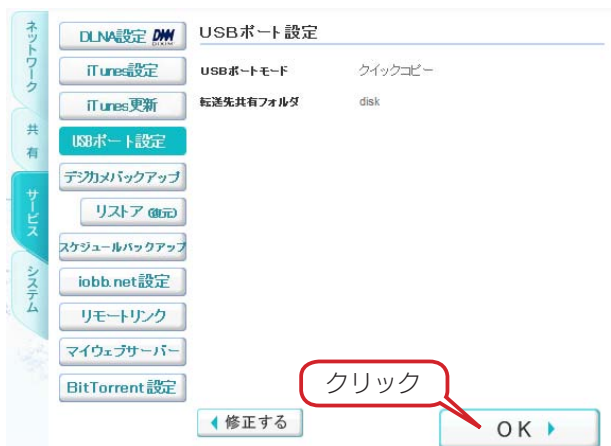 ネットワーク
共有
サービス
システム
DLNA設定 DiXiM
iTunes設定
iTunes更新
USBポート設定
デジカメバックアップ
リストア(復元)
スケジュールバックアップ
iobb.net設定
リモートリンク
マイウェブサーバー
BitTorrent設定
USBポート設定
USBポートモード クイックコピー
転送先共有フォルダ disk
クリック
修正する
OK